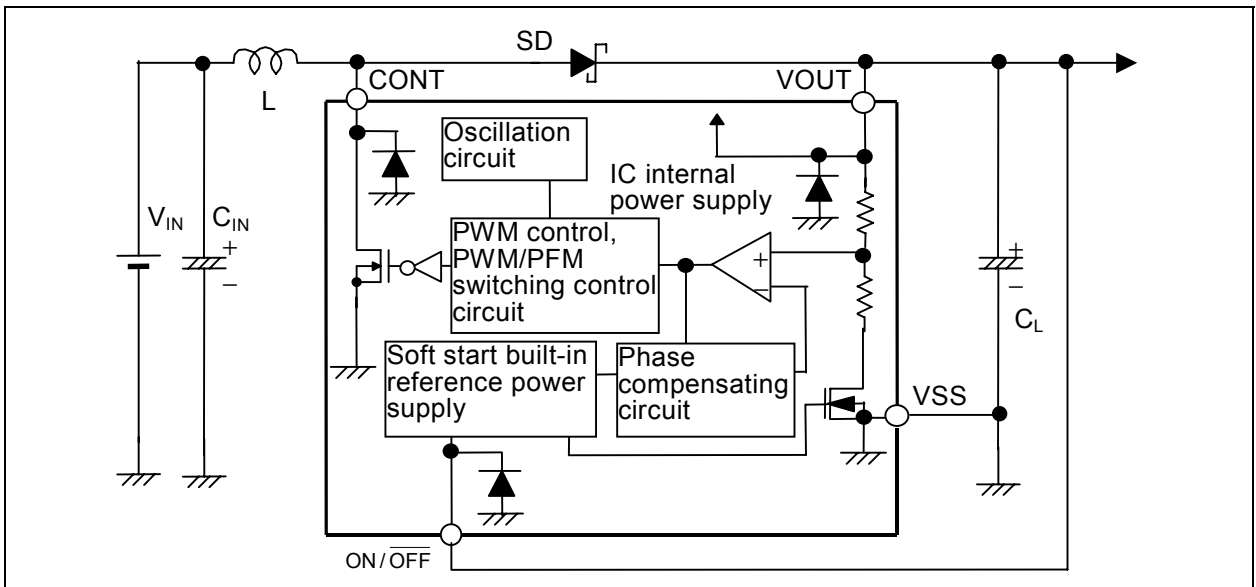 SD
CONT
VOUT
L
Oscillation
circuit
IC internal
power supply
VIN
CIN
+
−
PWM control,
PWM/PFM
switching control
circuit
+
−
+
−
CL
Soft start built-in
reference power
supply
Phase
compensating
circuit
VSS
ON/OFF